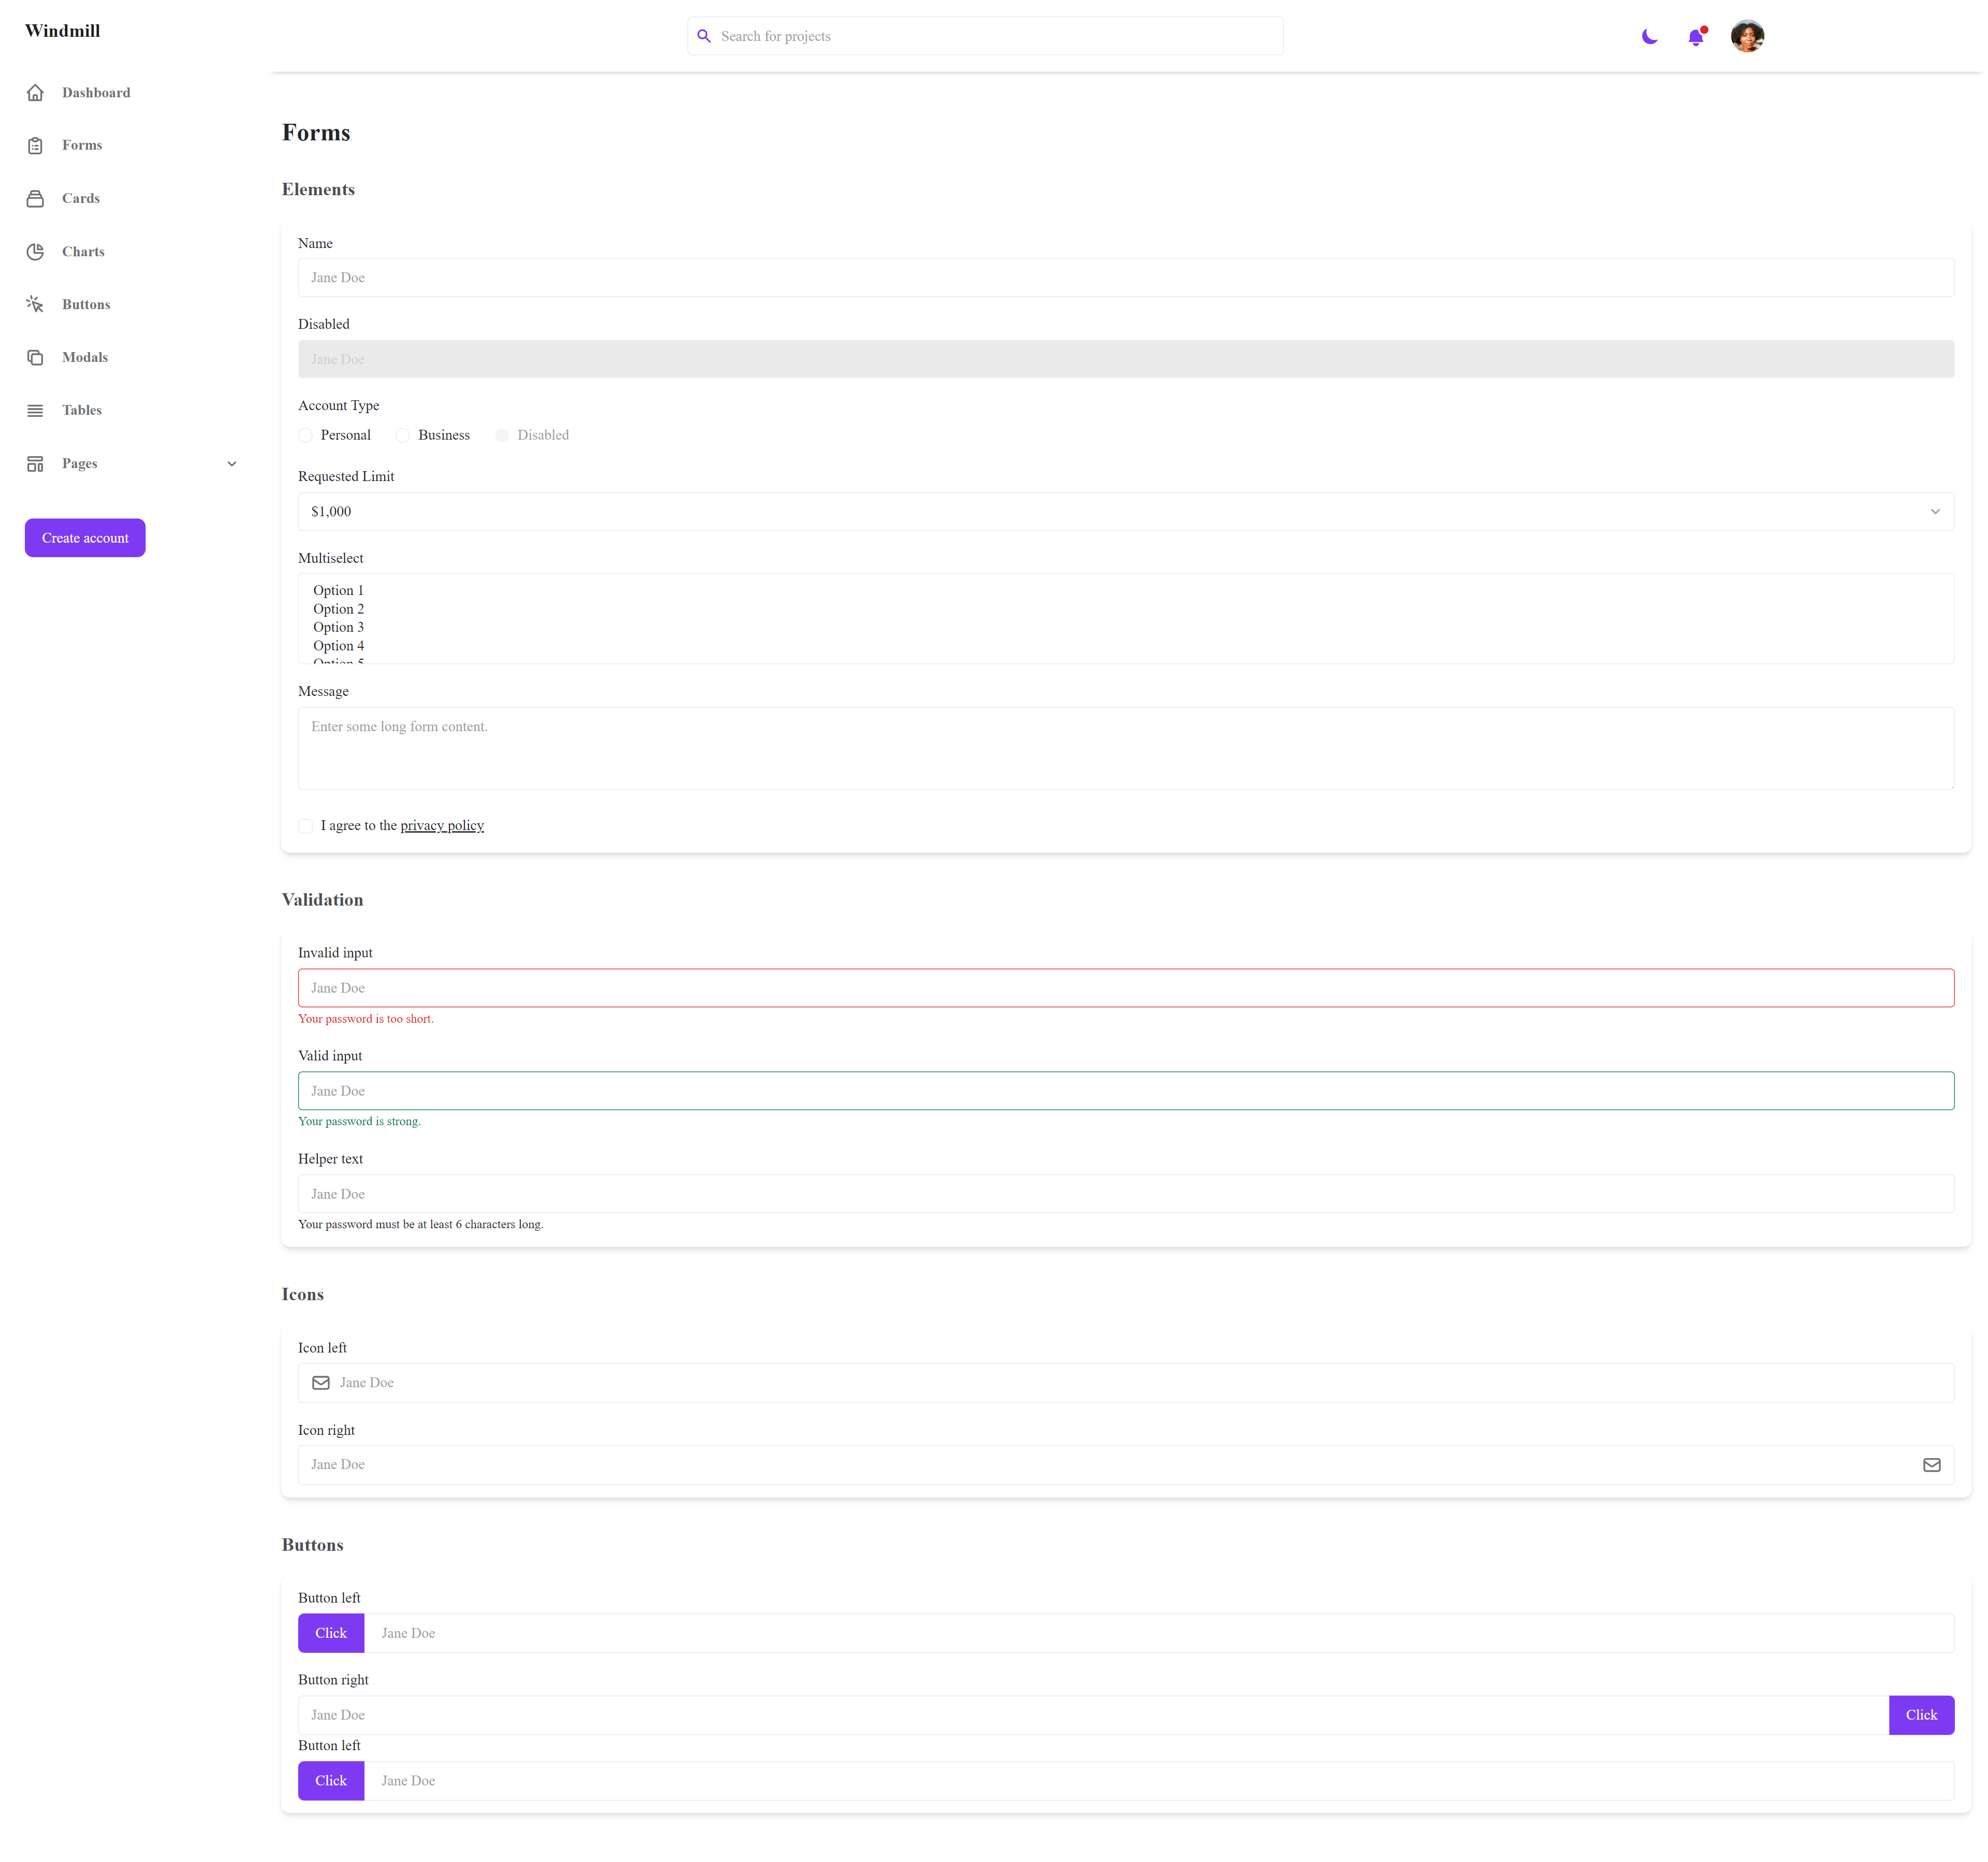 Windmill
Search for projects
Dashboard
Forms
Cards
Charts
Buttons
Modals
Tables
Pages
Create account
Forms
Elements
Name
Jane Doe
Disabled
Jane Doe
Account Type
Personal Business Disabled
Requested Limit
$1,000
Multiselect
Option 1
Option 2
Option 3
Option 4
Option 5
Message
Enter some long form content.
I agree to the privacy policy
Validation
Invalid input
Jane Doe
Your password is too short.
Valid input
Jane Doe
Your password is strong.
Helper text
Jane Doe
Your password must be at least 6 characters long.
Icons
Icon left
Jane Doe
Icon right
Jane Doe
Buttons
Button left
Click Jane Doe
Button right
Jane Doe Click
Button left
Click Jane Doe